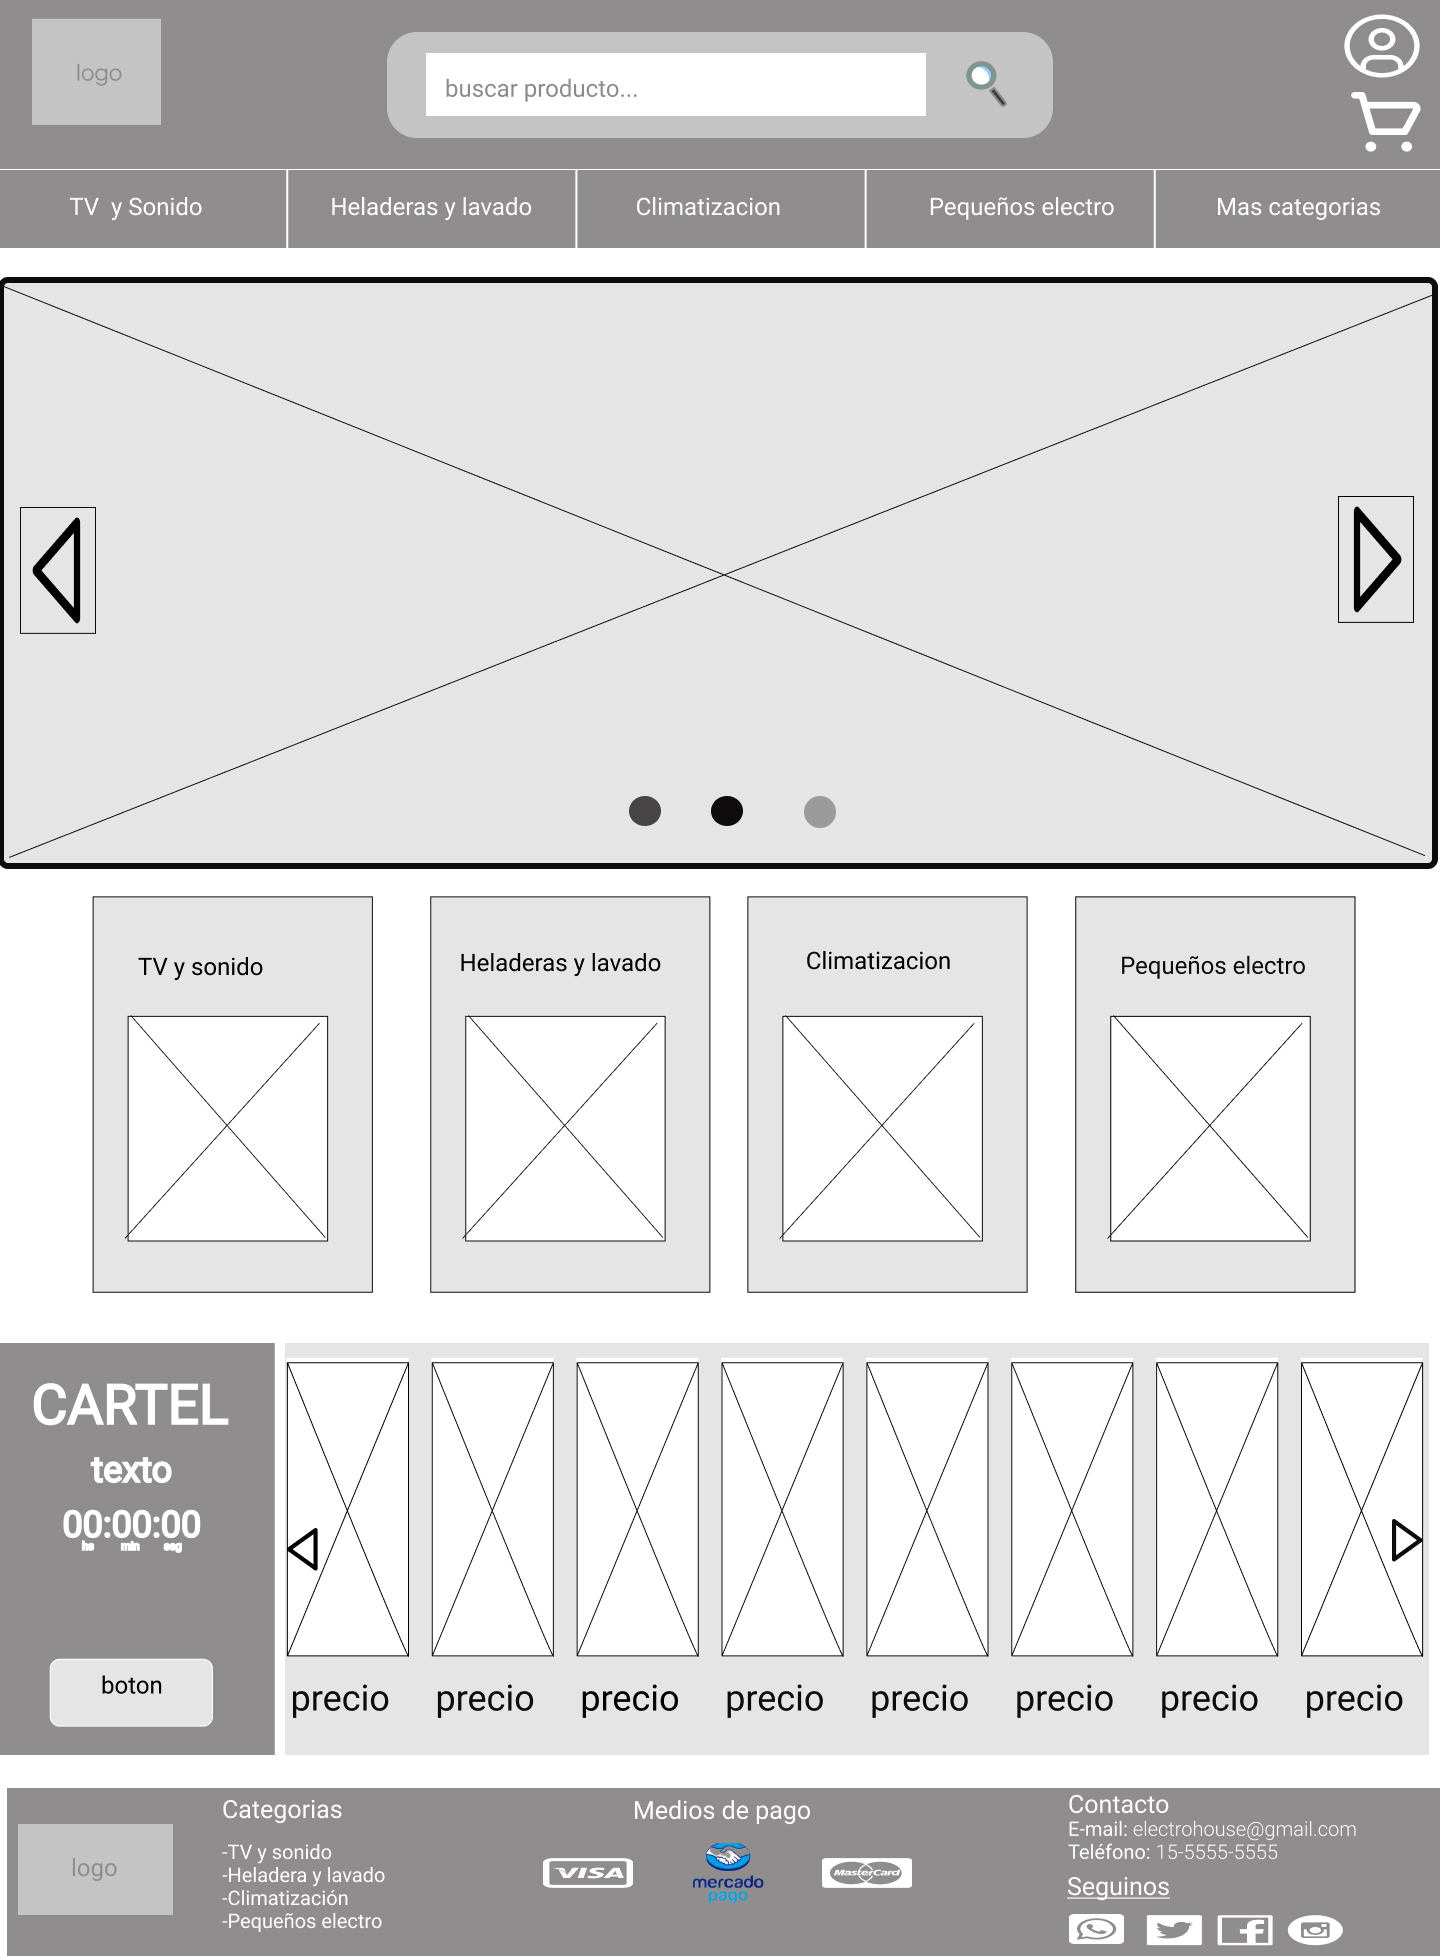 logo
buscar producto...
TV y Sonido
Heladeras y lavado
Climatizacion
Pequeños electro
Mas categorias
TV y sonido
Heladeras y lavado
Climatizacion
Pequeños electro
CARTEL
texto
00:00:00
hs min seg
boton
precio
precio
precio
precio
precio
precio
precio
precio
logo
Categorias
-TV y sonido
-Heladera y lavado
-Climatización
-Pequeños electro
Medios de pago
VISA
mercado
pago
MasterCard
Contacto
E-mail: electrohouse@gmail.com
Teléfono: 15-5555-5555
Seguinos